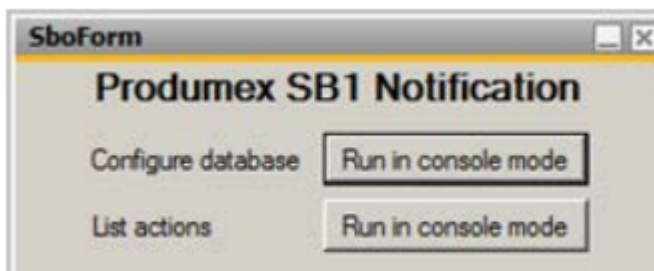 SboForm
Produmex SB1 Notification
Configure database Run in console mode
List actions Run in console mode